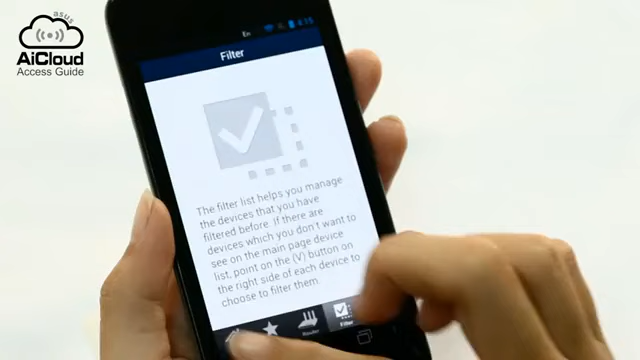 asus
AiCloud
Access Guide
4:15
Filter
The filter list helps you manage
the devices that you have
filtered before. If there are
devices which you don't want to
see on the main page device
list, point on the (V) button on
the right side of each device to
choose to filter them.
Router
Filter